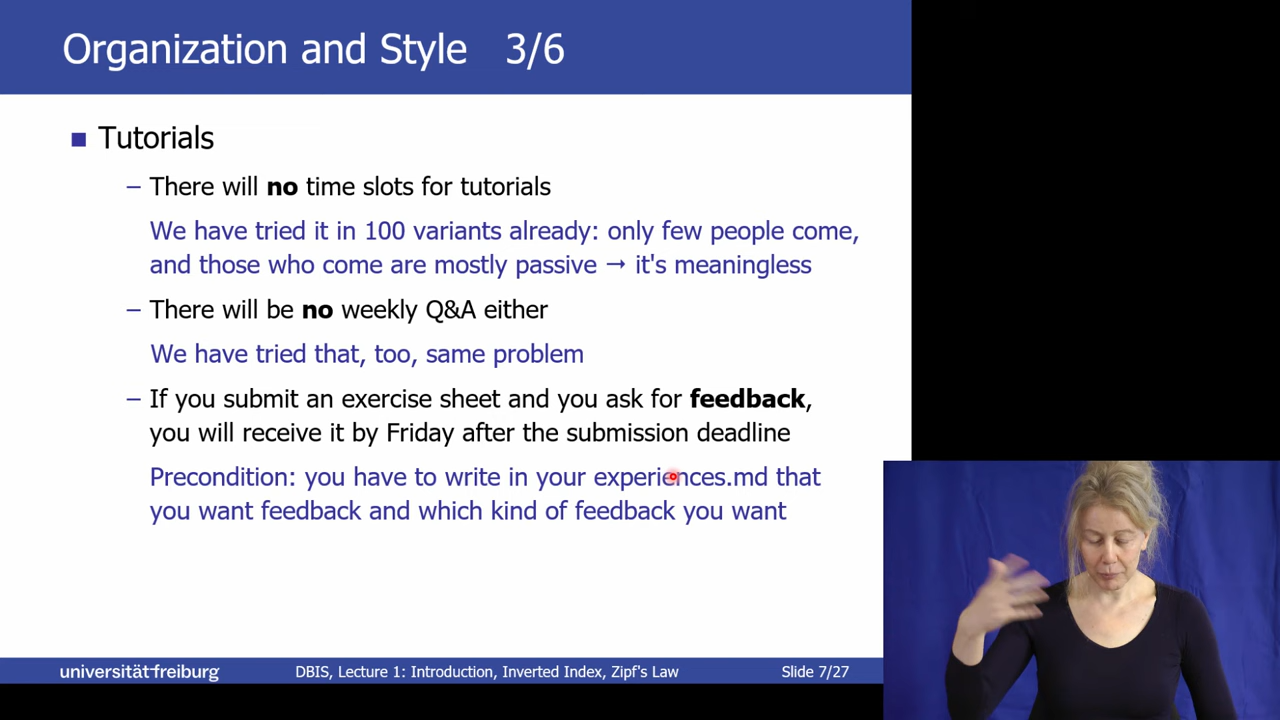 Organization and Style 3/6
Tutorials
– There will no time slots for tutorials
We have tried it in 100 variants already: only few people come,
and those who come are mostly passive → it's meaningless
– There will be no weekly Q&A either
We have tried that, too, same problem
– If you submit an exercise sheet and you ask for feedback,
you will receive it by Friday after the submission deadline
Precondition: you have to write in your experiences.md that
you want feedback and which kind of feedback you want
universität freiburg
DBIS, Lecture 1: Introduction, Inverted Index, Zipf's Law
Slide 7/27